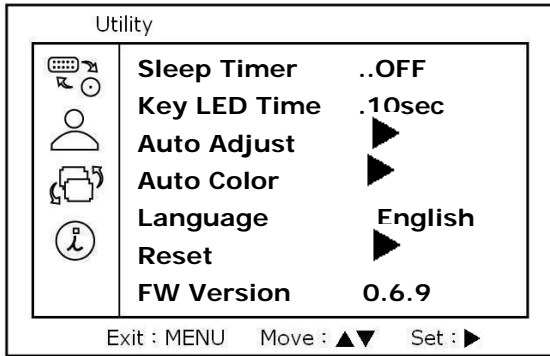 Utility
Sleep Timer ..OFF
Key LED Time .10sec
Auto Adjust ▶
Auto Color ▶
Language English
Reset ▶
FW Version 0.6.9
Exit : MENU Move : ▲▼ Set : ▶